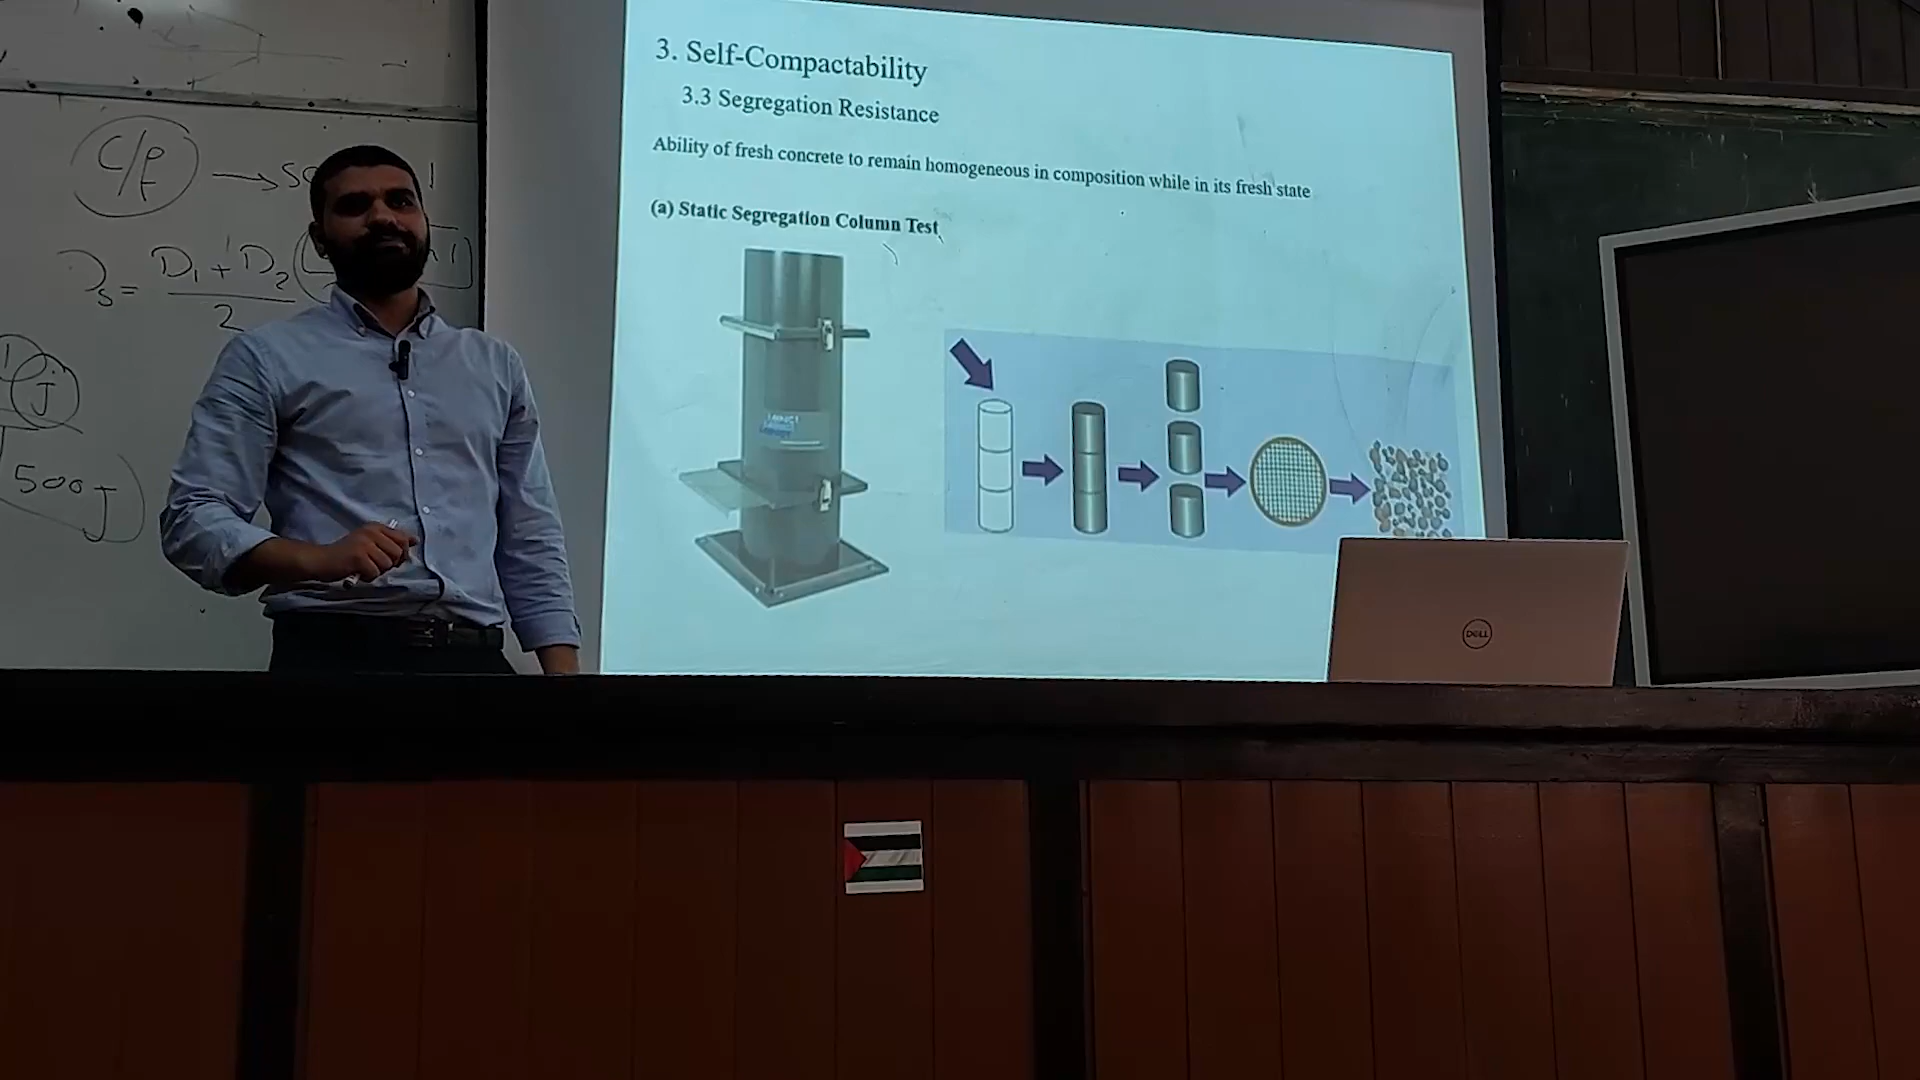 3. Self-Compactability
3.3 Segregation Resistance
Ability of fresh concrete to remain homogeneous in composition while in its fresh state
(a) Static Segregation Column Test
C/F → 1
Ds = D1 + D2
2
j
500 J
DELL